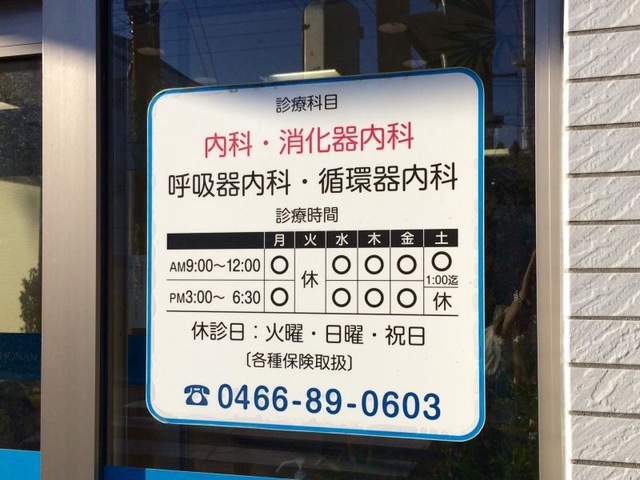 診療科目
内科・消化器内科
呼吸器内科・循環器内科
診療時間
月 火 水 木 金 土
AM9:00～12:00 ○ 休 ○ ○ ○ ○ 1:00迄
PM3:00～ 6:30 ○ ○ ○ ○ 休
休診日：火曜・日曜・祝日
〔各種保険取扱〕
☎0466-89-0603
HONAN